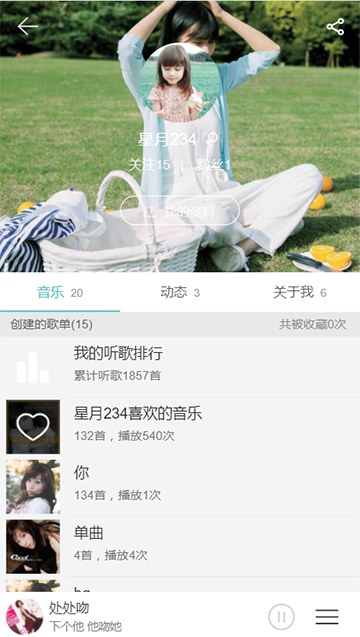 星月234
关注15 | 粉丝1
我的资料
音乐 20
动态 3
关于我 6
创建的歌单(15)
共被收藏0次
我的听歌排行
累计听歌1857首
星月234喜欢的音乐
132首，播放540次
你
134首，播放1次
单曲
4首，播放4次
处处吻
下个他 他吻她